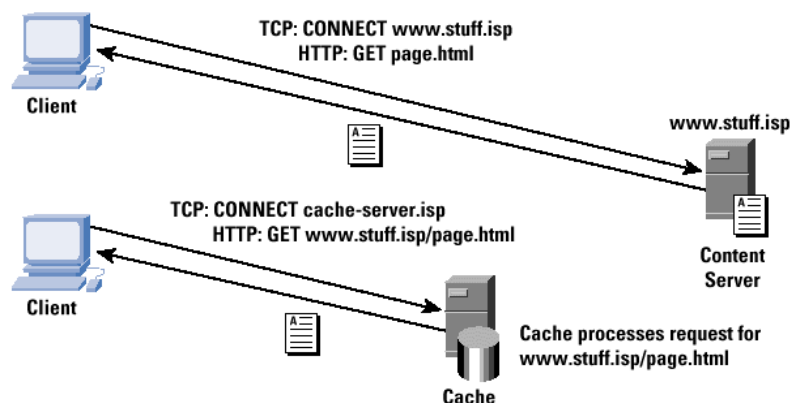 TCP: CONNECT www.stuff.isp
HTTP: GET page.html
Client
A
www.stuff.isp
A
Content
Server
TCP: CONNECT cache-server.isp
HTTP: GET www.stuff.isp/page.html
Client
A
Cache processes request for
www.stuff.isp/page.html
Cache